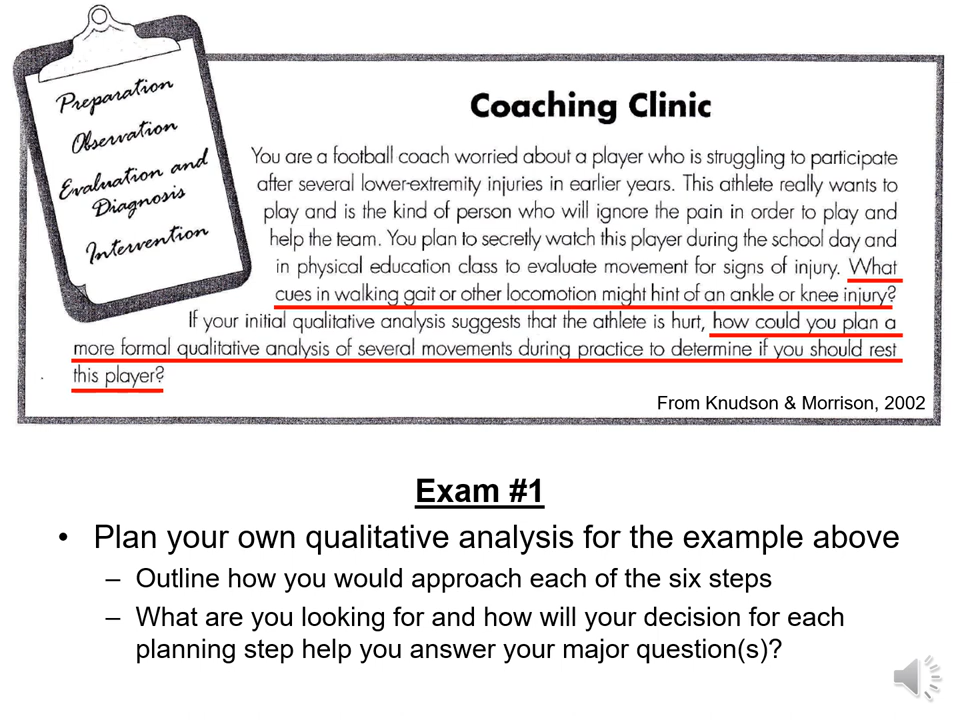 Preparation
Observation
Evaluation and
Diagnosis
Intervention
Coaching Clinic
You are a football coach worried about a player who is struggling to participate
after several lower-extremity injuries in earlier years. This athlete really wants to
play and is the kind of person who will ignore the pain in order to play and
help the team. You plan to secretly watch this player during the school day and
in physical education class to evaluate movement for signs of injury. What
cues in walking gait or other locomotion might hint of an ankle or knee injury?
If your initial qualitative analysis suggests that the athlete is hurt, how could you plan a
more formal qualitative analysis of several movements during practice to determine if you should rest
this player?
From Knudson & Morrison, 2002
Exam #1
• Plan your own qualitative analysis for the example above
– Outline how you would approach each of the six steps
– What are you looking for and how will your decision for each
planning step help you answer your major question(s)?